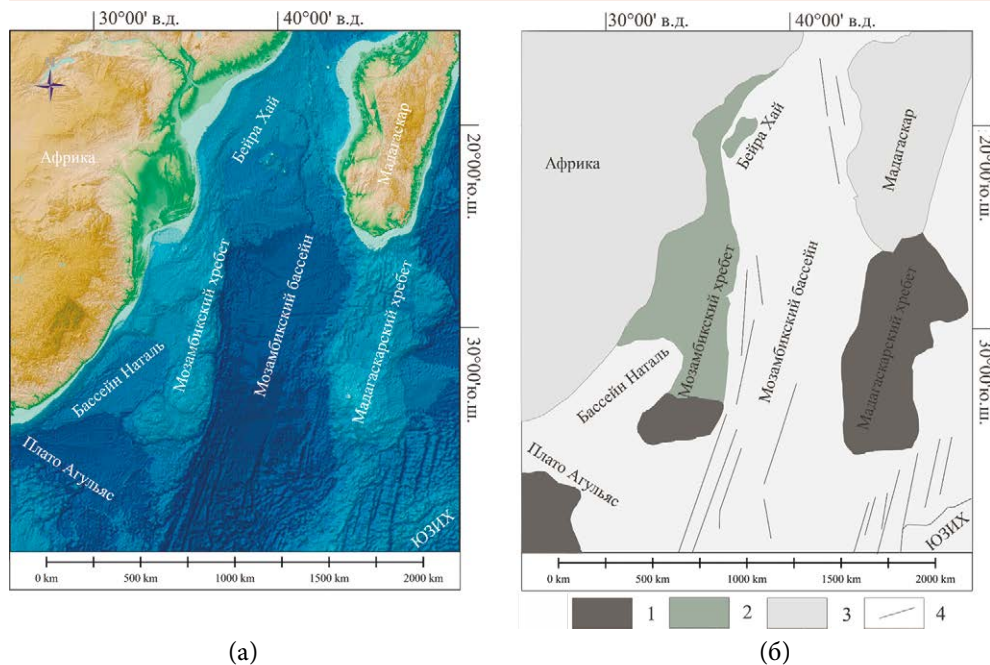 30°00' в.д.
40°00' в.д.
Африка
Бейра Хай
Мадагаскар
Мозамбикский хребет
Мозамбикский бассейн
Мадагаскарский хребет
Бассейн Наталь
Плато Агульяс
ЮЗИХ
20°00'ю.ш.
30°00'ю.ш.
0 km
500 km
1000 km
1500 km
2000 km
(а)
30°00' в.д.
40°00' в.д.
Африка
Бейра Хай
Мадагаскар
Мозамбикский хребет
Мозамбикский бассейн
Мадагаскарский хребет
Бассейн Наталь
Плато Агульяс
ЮЗИХ
20°00'ю.ш.
30°00'ю.ш.
0 km
500 km
1000 km
1500 km
2000 km
1
2
3
4
(б)